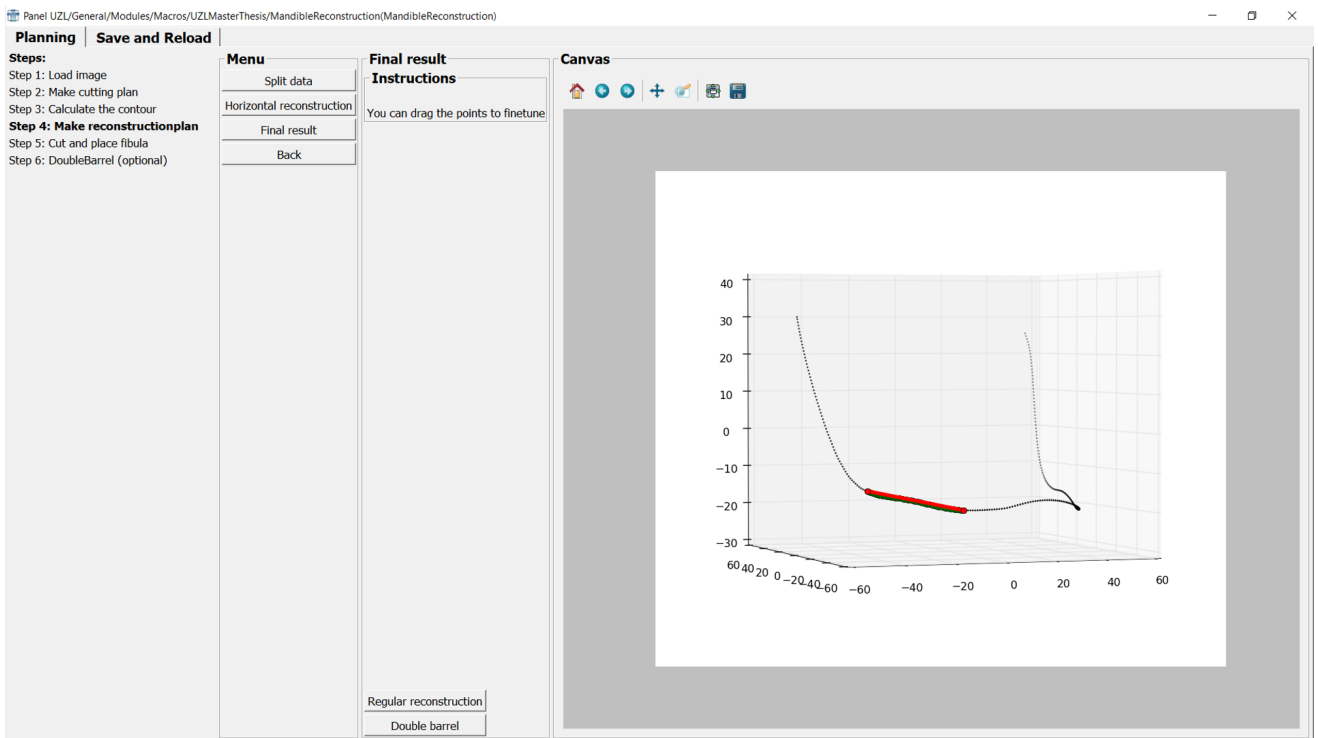 Panel UZL/General/Modules/Macros/UZLMasterThesis/MandibleReconstruction(MandibleReconstruction)
Planning
Save and Reload
Steps:
Step 1: Load image
Step 2: Make cutting plan
Step 3: Calculate the contour
Step 4: Make reconstructionplan
Step 5: Cut and place fibula
Step 6: DoubleBarrel (optional)
Menu
Split data
Horizontal reconstruction
Final result
Back
Final result
Instructions
You can drag the points to finetune
Regular reconstruction
Double barrel
Canvas
40
30
20
10
0
−10
−20
−30
60 40 20 0 −20 −40 −60
−60 −40 −20 0 20 40 60